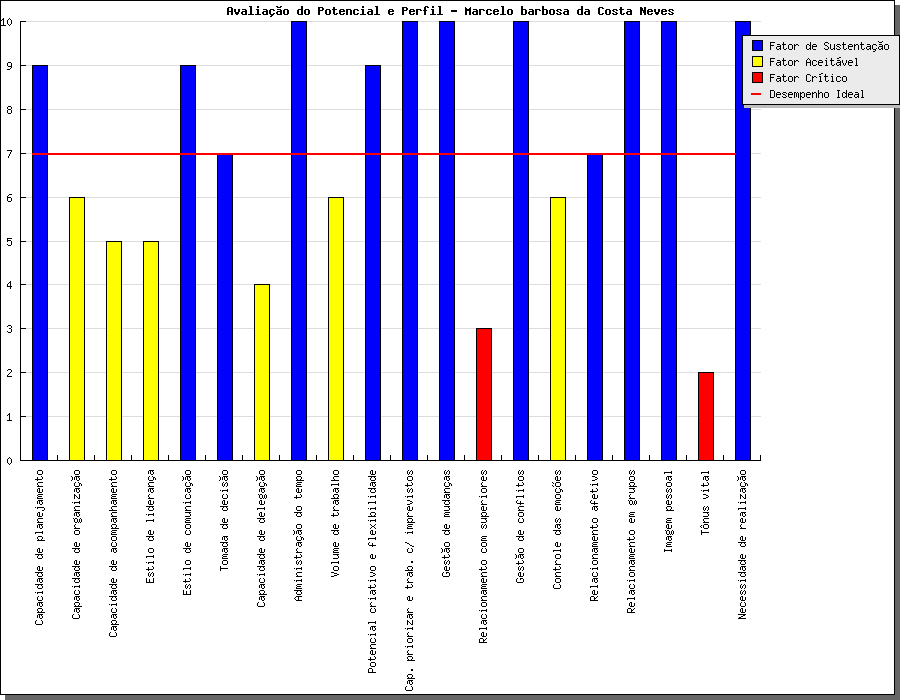 Avaliação do Potencial e Perfil - Marcelo barbosa da Costa Neves
10
9
8
7
6
5
4
3
2
1
0
Fator de Sustentação
Fator Aceitável
Fator Crítico
Desempenho Ideal
Capacidade de planejamento
Capacidade de organização
Capacidade de acompanhamento
Estilo de liderança
Estilo de comunicação
Tomada de decisão
Capacidade de delegação
Administração do tempo
Volume de trabalho
Potencial criativo e flexibilidade
Cap. priorizar e trab. c/ imprevistos
Gestão de mudanças
Relacionamento com superiores
Gestão de conflitos
Controle das emoções
Relacionamento afetivo
Relacionamento em grupos
Imagem pessoal
Tônus vital
Necessidade de realização